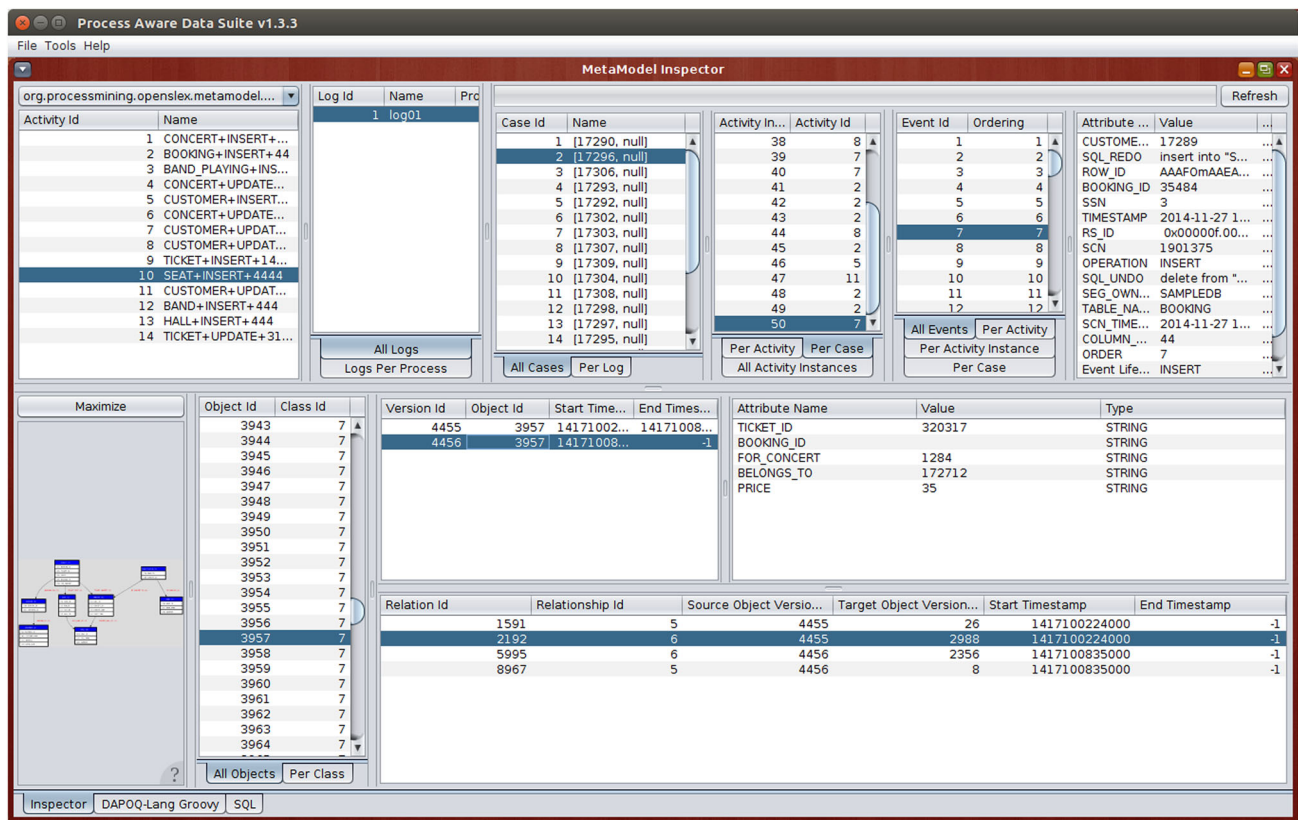 Process Aware Data Suite v1.3.3
File Tools Help
MetaModel Inspector
org.processmining.openslex.metamodel....
Activity Id Name
1 CONCERT+INSERT+...
2 BOOKING+INSERT+44
3 BAND_PLAYING+INS...
4 CONCERT+UPDATE...
5 CUSTOMER+INSERT...
6 CONCERT+UPDATE...
7 CUSTOMER+UPDAT...
8 CUSTOMER+UPDAT...
9 TICKET+INSERT+14...
10 SEAT+INSERT+4444
11 CUSTOMER+UPDAT...
12 BAND+INSERT+444
13 HALL+INSERT+444
14 TICKET+UPDATE+31...
Log Id Name Pro
1 log01
All Logs
Logs Per Process
Refresh
Case Id Name
1 [17290, null]
2 [17296, null]
3 [17306, null]
4 [17293, null]
5 [17292, null]
6 [17302, null]
7 [17303, null]
8 [17307, null]
9 [17309, null]
10 [17304, null]
11 [17308, null]
12 [17298, null]
13 [17297, null]
14 [17295, null]
All Cases Per Log
Activity In... Activity Id
38 8
39 7
40 7
41 2
42 2
43 2
44 8
45 2
46 5
47 11
48 2
49 2
50 7
Per Activity Per Case
All Activity Instances
Event Id Ordering
1 1
2 2
3 3
4 4
5 5
6 6
7 7
8 8
9 9
10 10
11 11
12 12
All Events Per Activity
Per Activity Instance
Per Case
Attribute ... Value ...
CUSTOME... 17289 ...
SQL_REDO insert into "S... ...
ROW_ID AAAFOmAAEA... ...
BOOKING_ID 35484 ...
SSN 3 ...
TIMESTAMP 2014-11-27 1... ...
RS_ID 0x00000f.00... ...
SCN 1901375 ...
OPERATION INSERT ...
SQL_UNDO delete from "... ...
SEG_OWN... SAMPLEDB ...
TABLE_NA... BOOKING ...
SCN_TIME... 2014-11-27 1... ...
COLUMN_... 44 ...
ORDER 7 ...
Event Life... INSERT ...
Maximize
?
Object Id Class Id
3943 7
3944 7
3945 7
3946 7
3947 7
3948 7
3949 7
3950 7
3951 7
3952 7
3953 7
3954 7
3955 7
3956 7
3957 7
3958 7
3959 7
3960 7
3961 7
3962 7
3963 7
3964 7
All Objects Per Class
Version Id Object Id Start Time... End Times...
4455 3957 14171002... 14171008...
4456 3957 14171008... -1
Attribute Name Value Type
TICKET_ID 320317 STRING
BOOKING_ID STRING
FOR_CONCERT 1284 STRING
BELONGS_TO 172712 STRING
PRICE 35 STRING
Relation Id Relationship Id Source Object Versio... Target Object Version... Start Timestamp End Timestamp
1591 5 4455 26 1417100224000 -1
2192 6 4455 2988 1417100224000 -1
5995 6 4456 2356 1417100835000 -1
8967 5 4456 8 1417100835000 -1
Inspector DAPOQ-Lang Groovy SQL